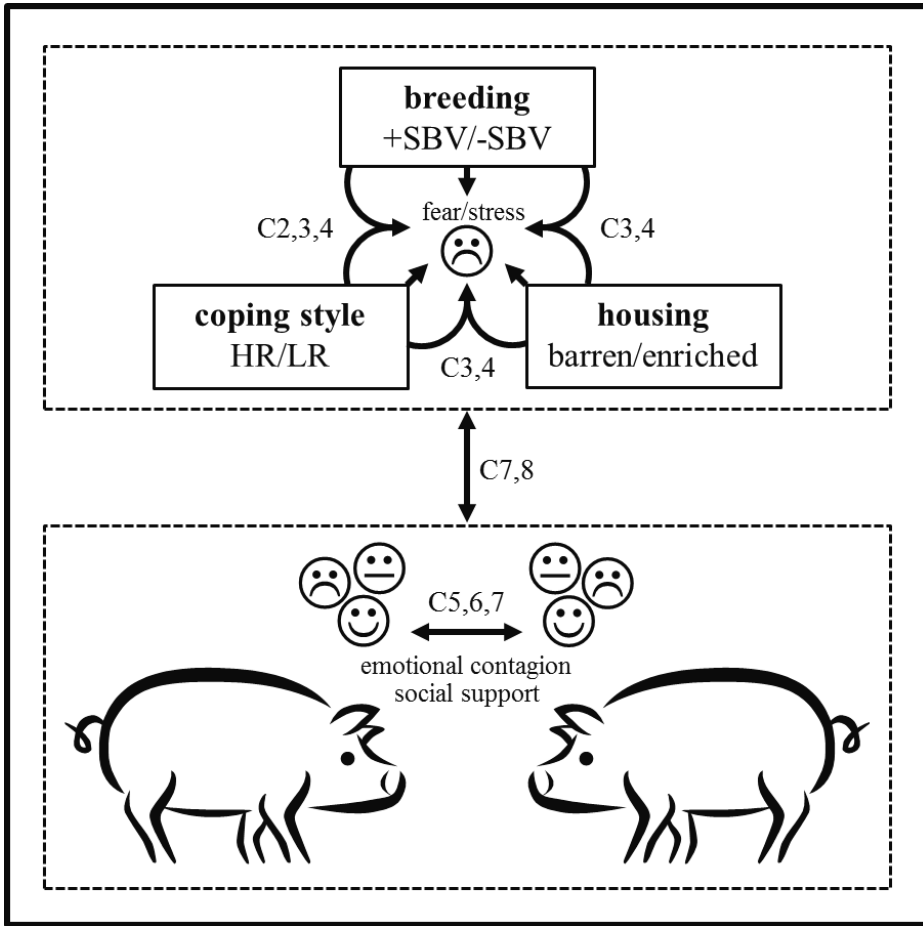 breeding
+SBV/-SBV
fear/stress
C2,3,4
C3,4
coping style
HR/LR
housing
barren/enriched
C3,4
C7,8
C5,6,7
emotional contagion
social support